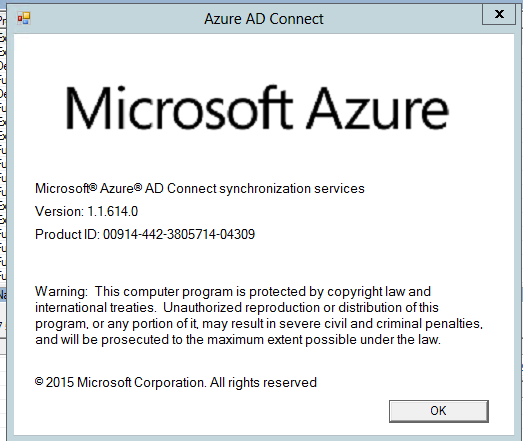 Azure AD Connect
x
Microsoft Azure
Microsoft® Azure® AD Connect synchronization services
Version: 1.1.614.0
Product ID: 00914-442-3805714-04309
Warning: This computer program is protected by copyright law and
international treaties. Unauthorized reproduction or distribution of this
program, or any portion of it, may result in severe civil and criminal penalties,
and will be prosecuted to the maximum extent possible under the law.
© 2015 Microsoft Corporation. All rights reserved
OK